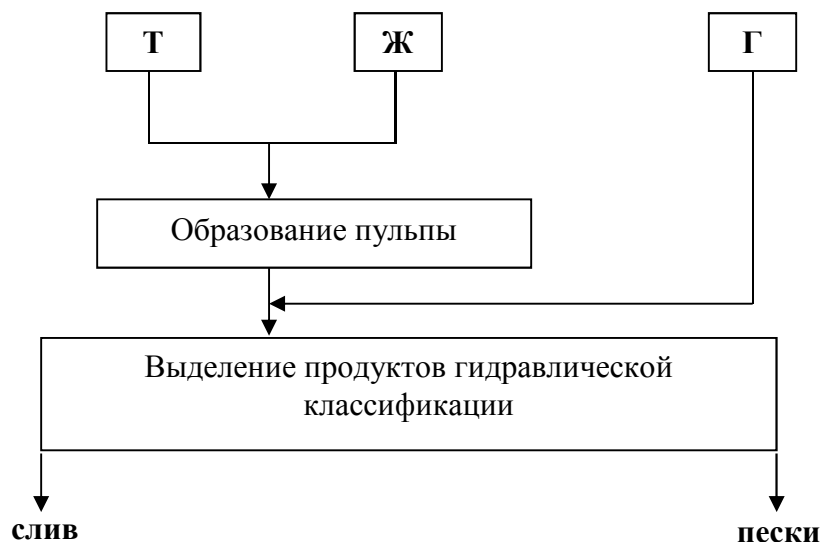 Т
Ж
Г
Образование пульпы
Выделение продуктов гидравлической
классификации
слив
пески